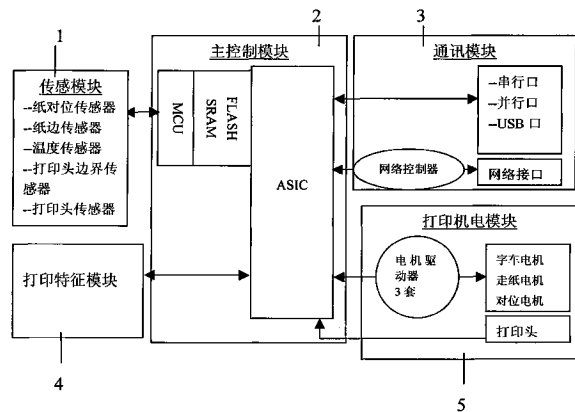 1
2
3
传感模块
--纸对位传感器
--纸边传感器
--温度传感器
--打印头边界传
感器
--打印头传感器
主控制模块
MCU
FLASH
SRAM
ASIC
通讯模块
--串行口
--并行口
--USB 口
网络控制器
网络接口
打印特征模块
打印机电模块
电机驱
动器
3套
字车电机
走纸电机
对位电机
打印头
4
5